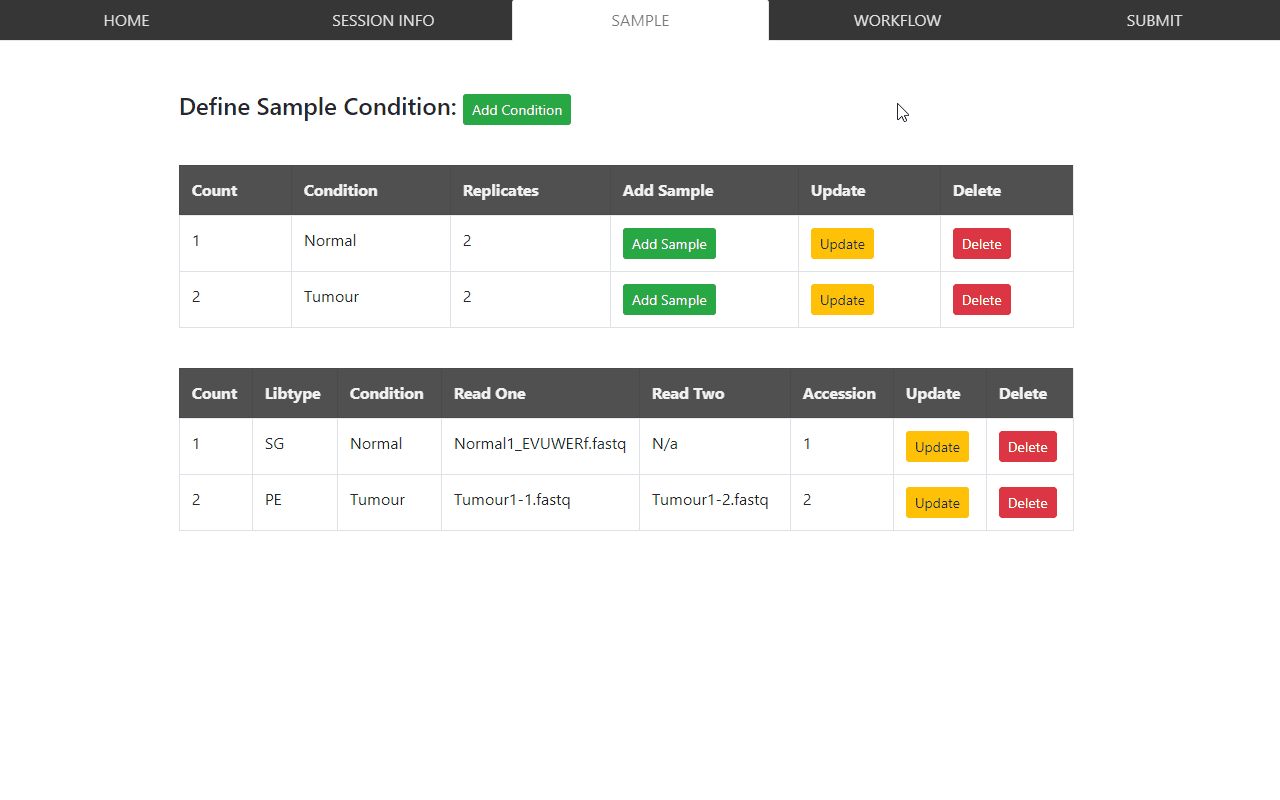 HOME SESSION INFO SAMPLE WORKFLOW SUBMIT
Define Sample Condition: Add Condition
Count Condition Replicates Add Sample Update Delete
1 Normal 2 Add Sample Update Delete
2 Tumour 2 Add Sample Update Delete
Count Libtype Condition Read One Read Two Accession Update Delete
1 SG Normal Normal1_EVUWERf.fastq N/a 1 Update Delete
2 PE Tumour Tumour1-1.fastq Tumour1-2.fastq 2 Update Delete